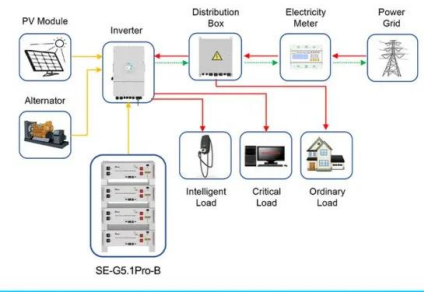 PV Module
Inverter
Distribution
Box
Electricity
Meter
Power
Grid
Alternator
Intelligent
Load
Critical
Load
Ordinary
Load
SE-G5.1Pro-B